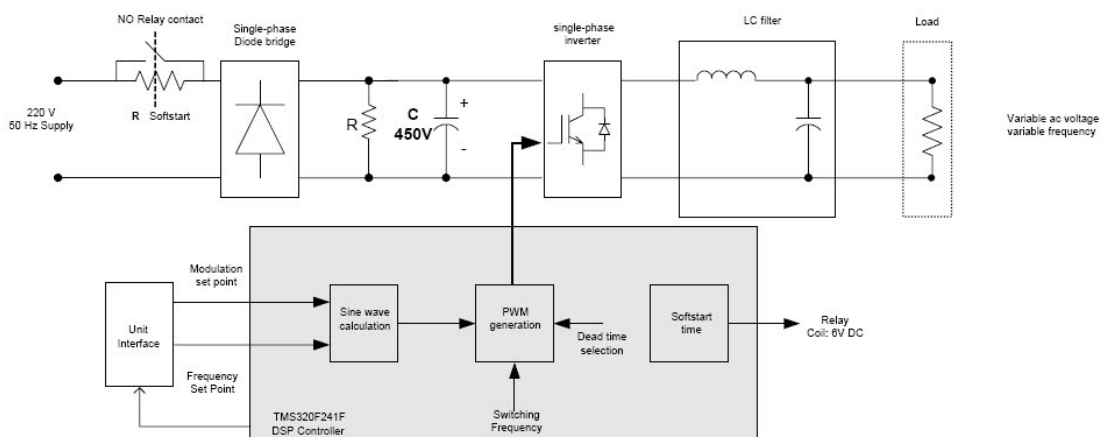 NO Relay contact
Single-phase
Diode bridge
single-phase
inverter
LC filter
Load
220 V
50 Hz Supply
R Softstart
R
C
450V
+
-
Variable ac voltage
variable frequency
Modulation
set point
Unit
Interface
Frequency
Set Point
Sine wave
calculation
PWM
generation
Dead time
selection
Softstart
time
Relay
Coil: 6V DC
Switching
Frequency
TMS320F241F
DSP Controller